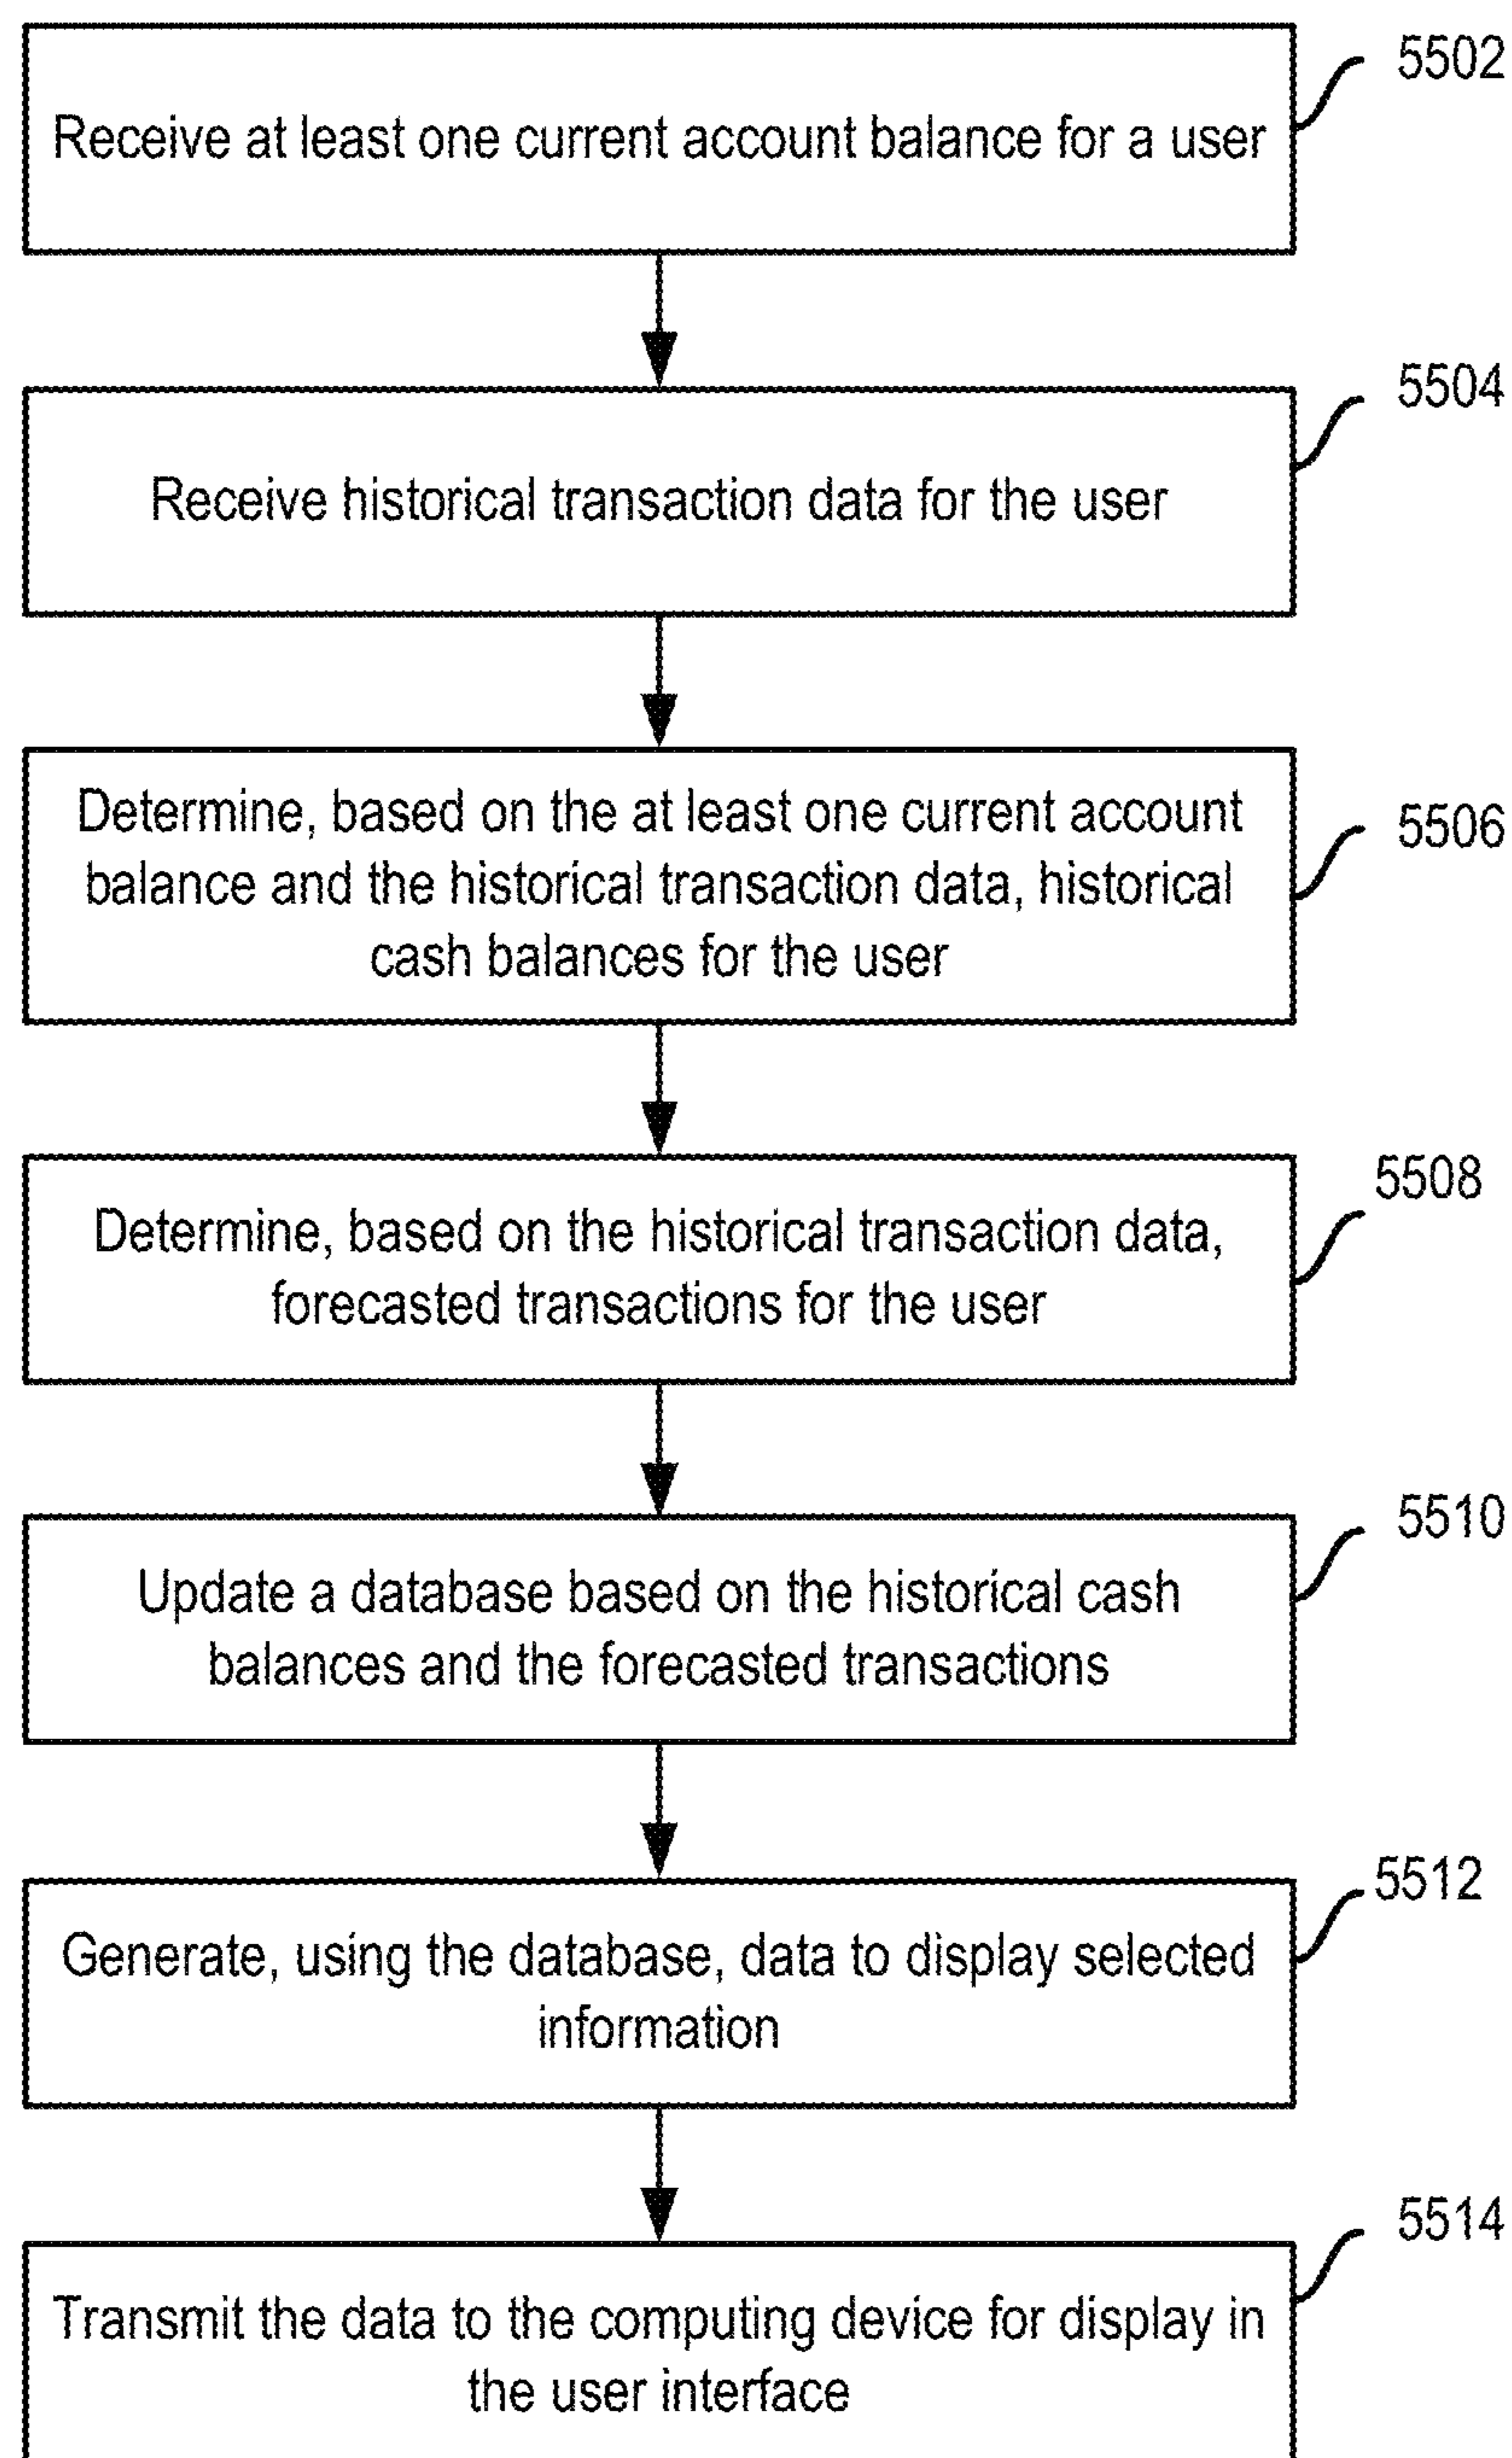 5502
Receive at least one current account balance for a user
5504
Receive historical transaction data for the user
5506
Determine, based on the at least one current account
balance and the historical transaction data, historical
cash balances for the user
5508
Determine, based on the historical transaction data,
forecasted transactions for the user
5510
Update a database based on the historical cash
balances and the forecasted transactions
5512
Generate, using the database, data to display selected
information
5514
Transmit the data to the computing device for display in
the user interface